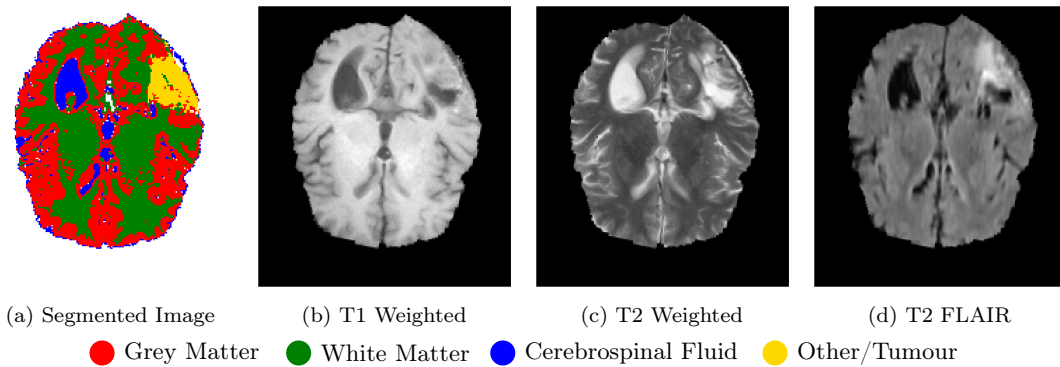 (a) Segmented Image
(b) T1 Weighted
(c) T2 Weighted
(d) T2 FLAIR
Grey Matter
White Matter
Cerebrospinal Fluid
Other/Tumour